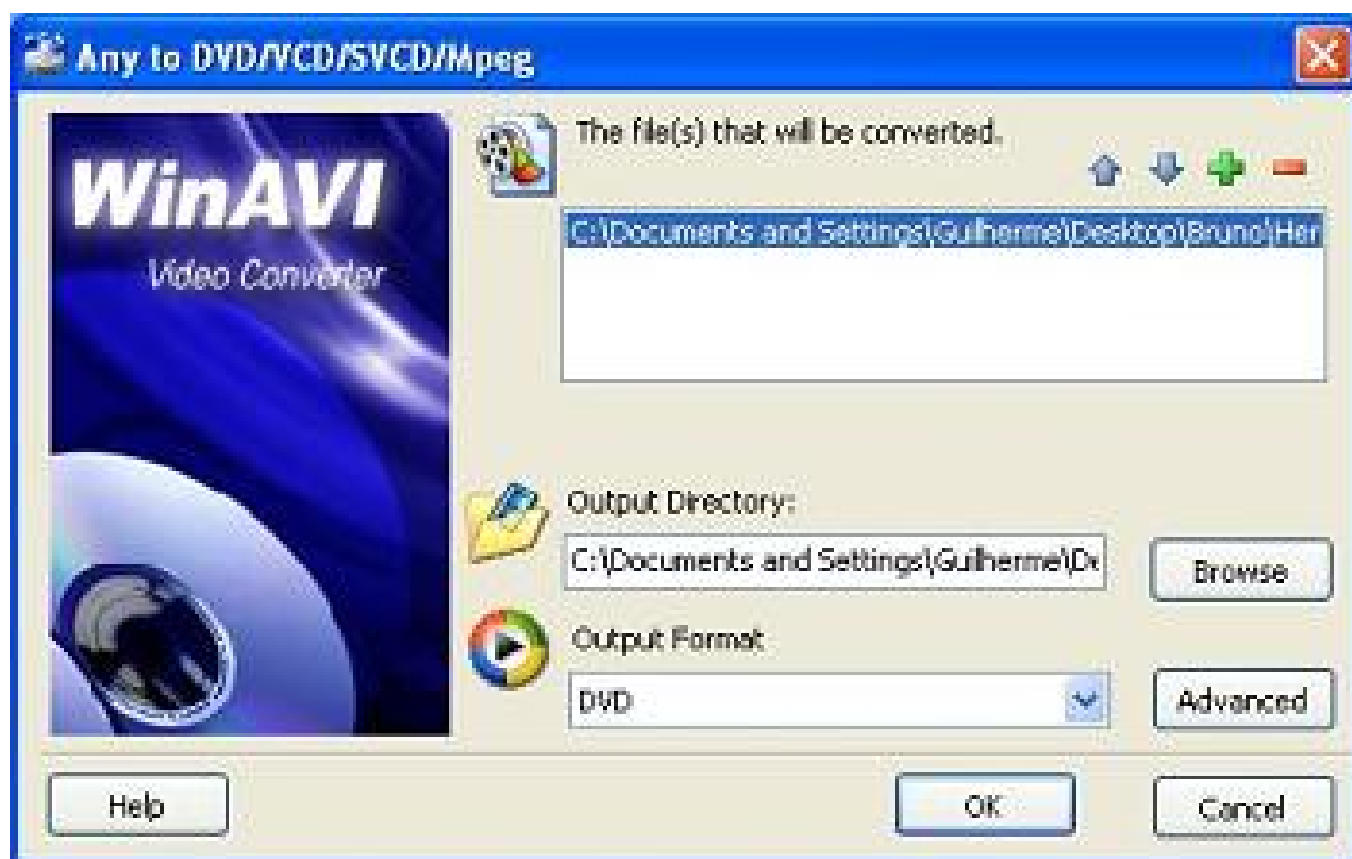 Any to DVD/VCD/SVCD/Mpeg
WinAVI
Video Converter
The file(s) that will be converted.
C:\Documents and Settings\Guilherme\Desktop\Bruno\Her
Output Directory:
C:\Documents and Settings\Guilherme\De
Browse
Output Format
DVD
Advanced
Help
OK
Cancel